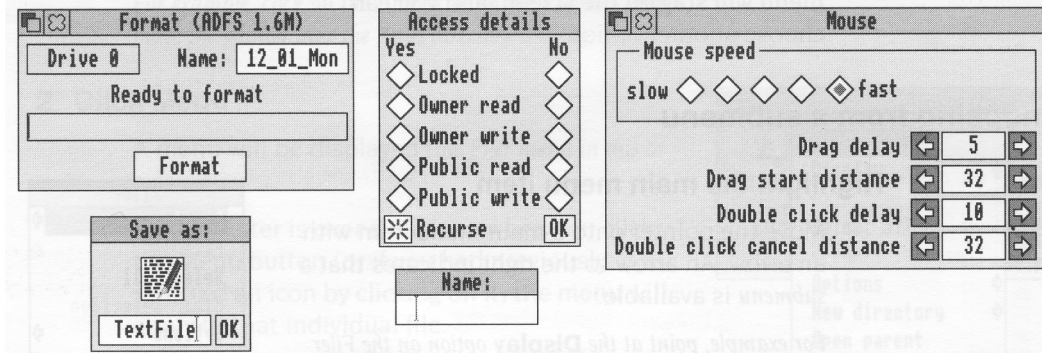 Format (ADFS 1.6M)
Drive 0 Name: 12_01_Mon
Ready to format
Format
Save as:
TextFile OK
Access details
Yes No
Locked
Owner read
Owner write
Public read
Public write
Recurse OK
Name:
Mouse
Mouse speed
slow fast
Drag delay 5
Drag start distance 32
Double click delay 10
Double click cancel distance 32